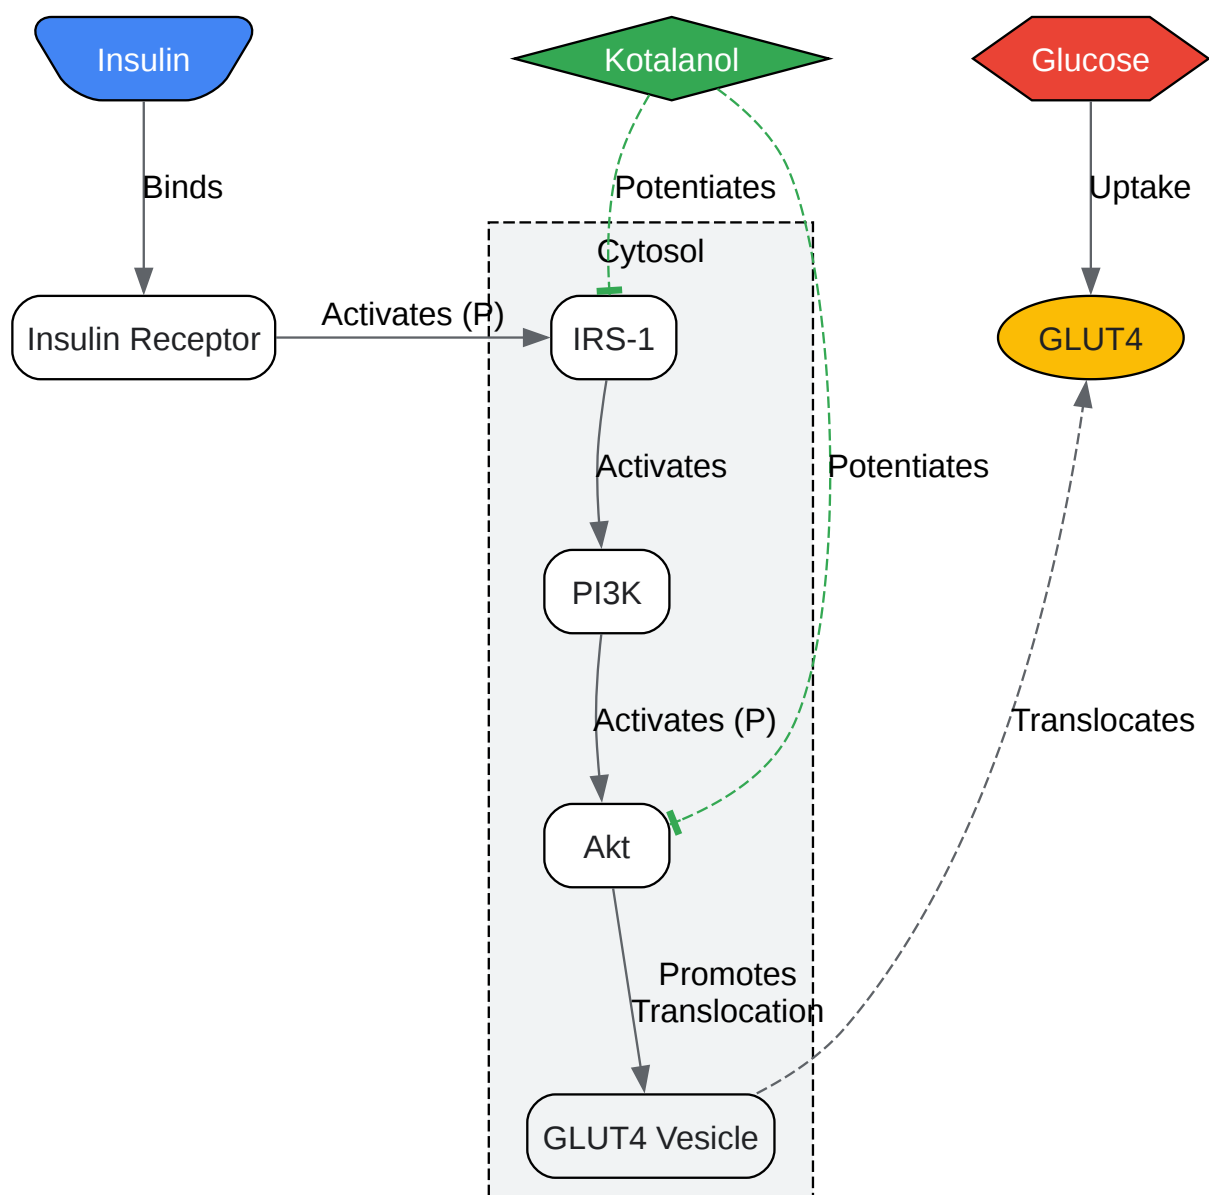 Insulin
Kotalanol
Glucose
Binds
Potentiates
Uptake
Cytosol
Activates (P)
Insulin Receptor
IRS-1
GLUT4
Activates
Potentiates
PI3K
Activates (P)
Translocates
Akt
Promotes
Translocation
GLUT4 Vesicle